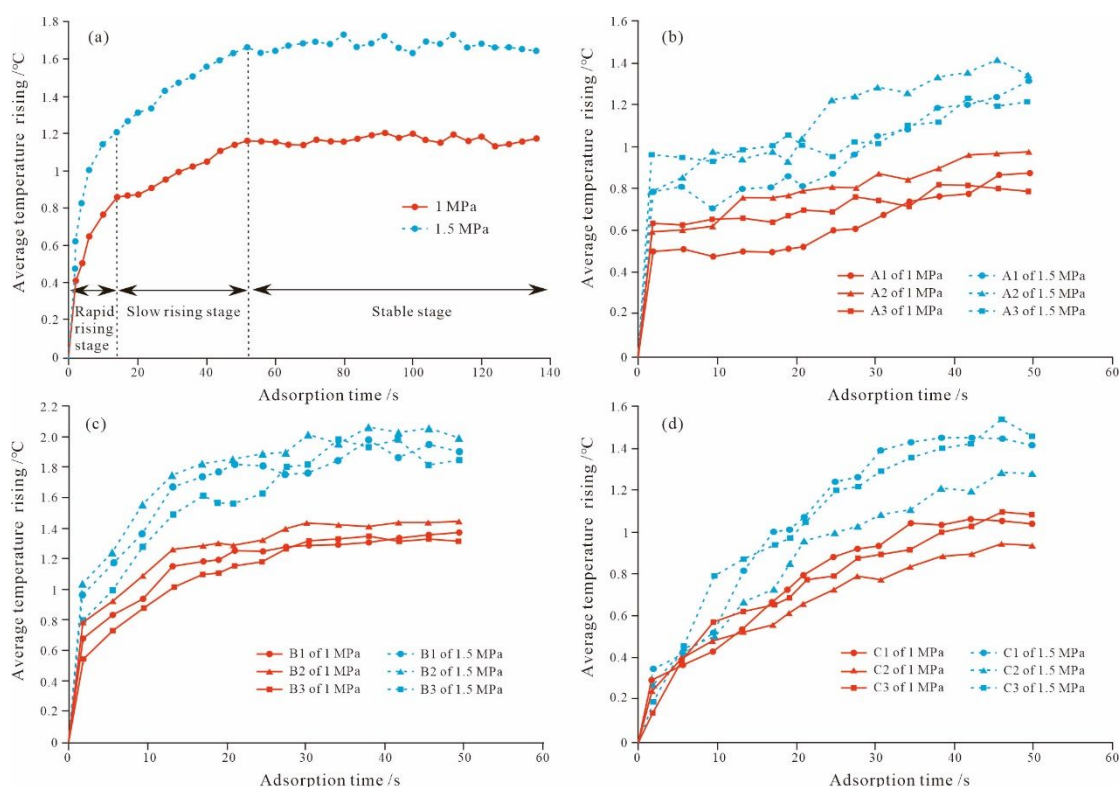 (a)
Average temperature rising /°C
1.8
1.6
1.4
1.2
1
0.8
0.6
0.4
0.2
0
1 MPa
1.5 MPa
Rapid
rising
stage
Slow rising stage
Stable stage
0 20 40 60 80 100 120 140
Adsorption time /s
(b)
Average temperature rising /°C
1.6
1.4
1.2
1
0.8
0.6
0.4
0.2
0
A1 of 1 MPa A1 of 1.5 MPa
A2 of 1 MPa A2 of 1.5 MPa
A3 of 1 MPa A3 of 1.5 MPa
0 10 20 30 40 50 60
Adsorption time /s
(c)
Average temperature rising /°C
2.2
2.0
1.8
1.6
1.4
1.2
1
0.8
0.6
0.4
0.2
0
B1 of 1 MPa B1 of 1.5 MPa
B2 of 1 MPa B2 of 1.5 MPa
B3 of 1 MPa B3 of 1.5 MPa
0 10 20 30 40 50 60
Adsorption time /s
(d)
Average temperature rising /°C
1.6
1.4
1.2
1
0.8
0.6
0.4
0.2
0
C1 of 1 MPa C1 of 1.5 MPa
C2 of 1 MPa C2 of 1.5 MPa
C3 of 1 MPa C3 of 1.5 MPa
0 10 20 30 40 50 60
Adsorption time /s